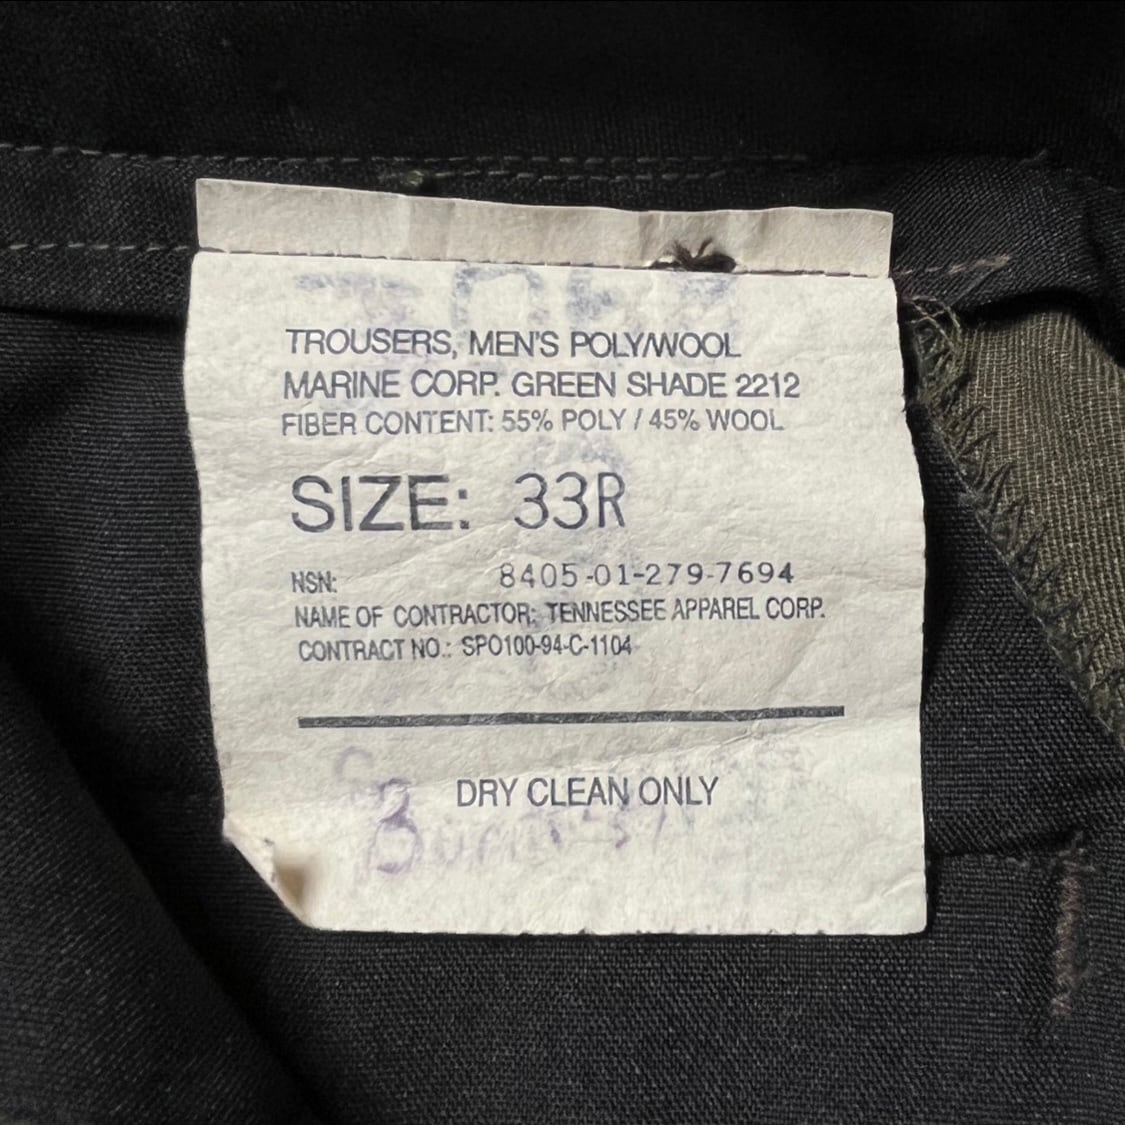 TROUSERS, MEN'S POLY/WOOL
MARINE CORP. GREEN SHADE 2212
FIBER CONTENT: 55% POLY / 45% WOOL
SIZE: 33R
NSN: 8405-01-279-7694
NAME OF CONTRACTOR: TENNESSEE APPAREL CORP.
CONTRACT NO.: SPO100-94-C-1104
DRY CLEAN ONLY